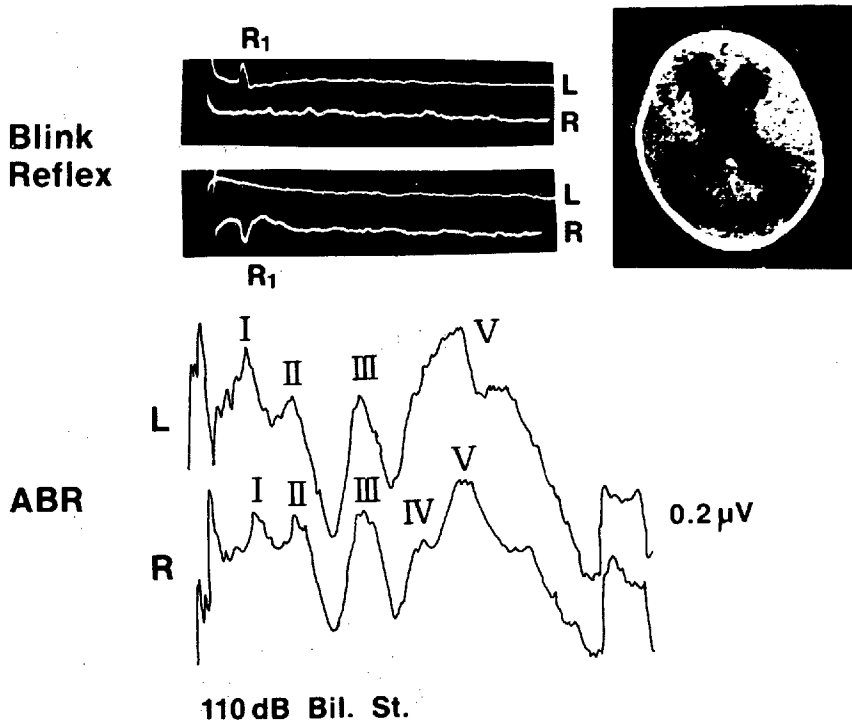 R1
L
R
Blink
Reflex
L
R
R1
I
II
III
V
L
I
II
III
IV
V
ABR
R
0.2 μV
110 dB Bil. St.